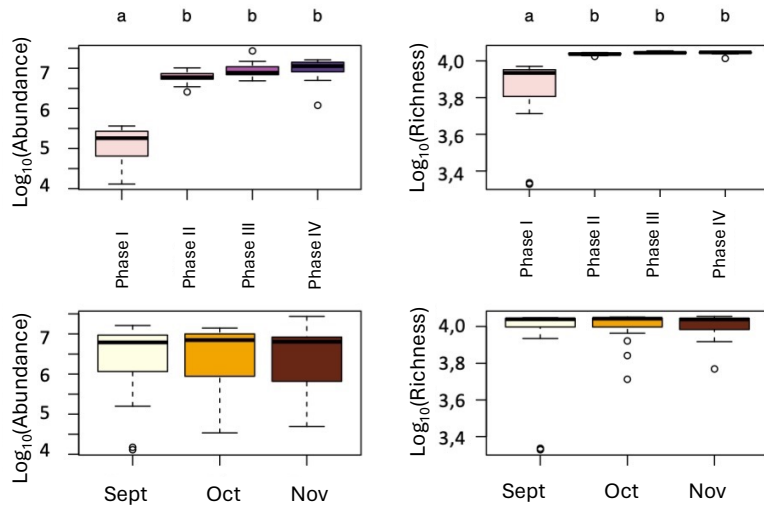 a b b b
Log₁₀(Abundance)
7
6
5
4
Phase I
Phase II
Phase III
Phase IV
a b b b
Log₁₀(Richness)
4,0
3,8
3,6
3,4
Phase I
Phase II
Phase III
Phase IV
Log₁₀(Abundance)
7
6
5
4
Sept Oct Nov
Log₁₀(Richness)
4,0
3,8
3,6
3,4
Sept Oct Nov